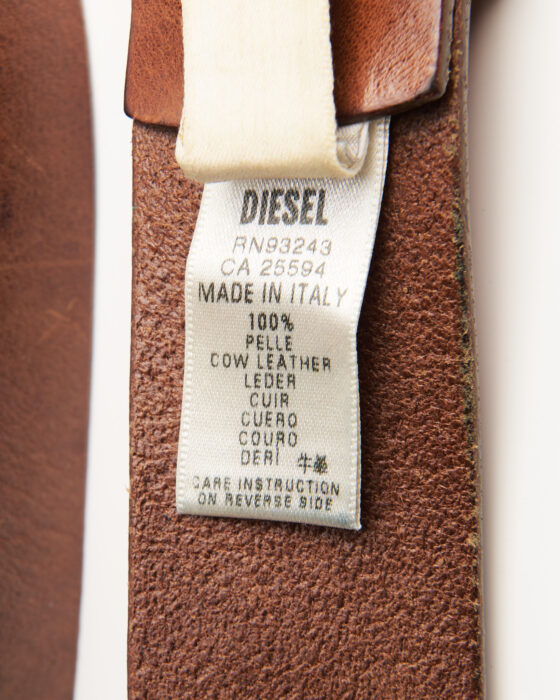 DIESEL
RN93243
CA 25594
MADE IN ITALY
100%
PELLE
COW LEATHER
LEDER
CUIR
CUERO
COURO
DERİ 牛革
CARE INSTRUCTION
ON REVERSE SIDE